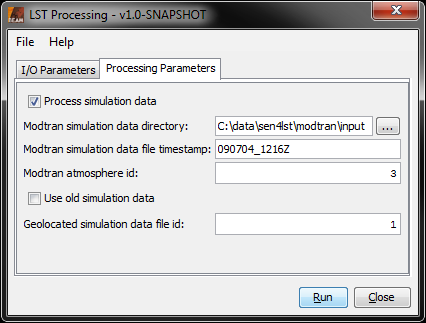 LST Processing - v1.0-SNAPSHOT
File Help
I/O Parameters Processing Parameters
Process simulation data
Modtran simulation data directory: C:\data\sen4lst\modtran\input ...
Modtran simulation data file timestamp: 090704_1216Z
Modtran atmosphere id: 3
Use old simulation data
Geolocated simulation data file id: 1
Run Close